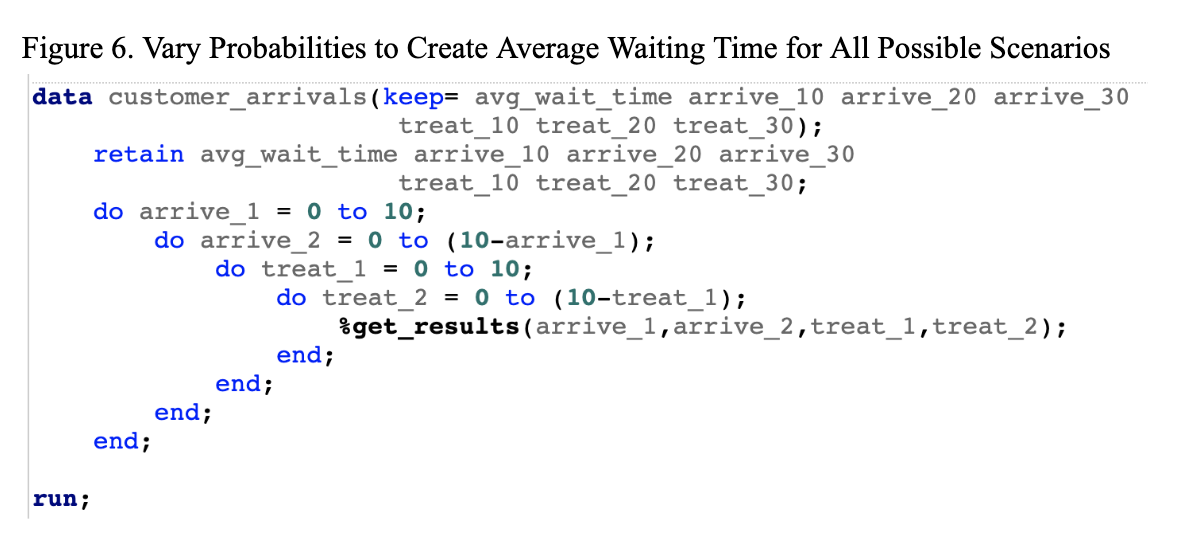 Figure 6. Vary Probabilities to Create Average Waiting Time for All Possible Scenarios
data customer_arrivals(keep= avg_wait_time arrive_10 arrive_20 arrive_30
treat_10 treat_20 treat_30);
retain avg_wait_time arrive_10 arrive_20 arrive_30
treat_10 treat_20 treat_30;
do arrive_1 = 0 to 10;
do arrive_2 = 0 to (10-arrive_1);
do treat_1 = 0 to 10;
do treat_2 = 0 to (10-treat_1);
%get_results(arrive_1,arrive_2,treat_1,treat_2);
end;
end;
end;
end;
run;